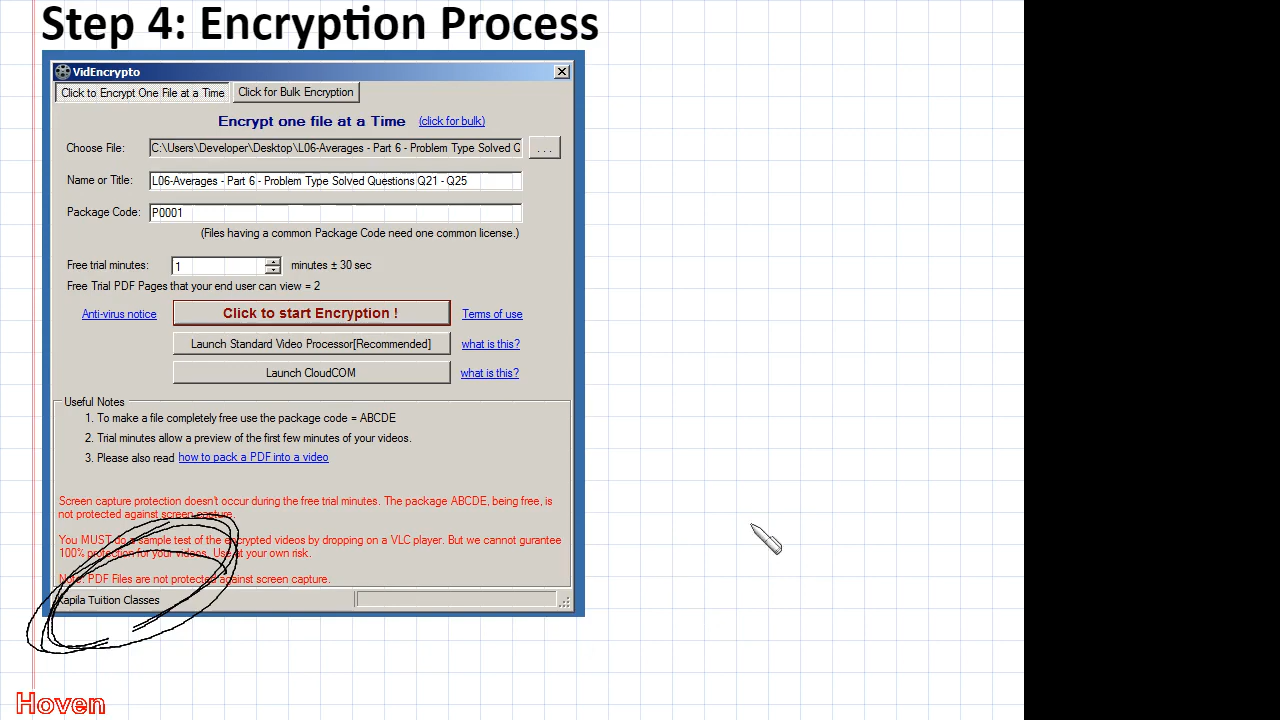 Step 4: Encryption Process
VidEncrypto
Click to Encrypt One File at a Time Click for Bulk Encryption
Encrypt one file at a Time (click for bulk)
Choose File: C:\Users\Developer\Desktop\L06-Averages - Part 6 - Problem Type Solved Q ...
Name or Title: L06-Averages - Part 6 - Problem Type Solved Questions Q21 - Q25
Package Code: P0001
(Files having a common Package Code need one common license.)
Free trial minutes: 1 minutes ± 30 sec
Free Trial PDF Pages that your end user can view = 2
Anti-virus notice Click to start Encryption ! Terms of use
Launch Standard Video Processor[Recommended] what is this?
Launch CloudCOM what is this?
Useful Notes
1. To make a file completely free use the package code = ABCDE
2. Trial minutes allow a preview of the first few minutes of your videos.
3. Please also read how to pack a PDF into a video
Screen capture protection doesn't occur during the free trial minutes. The package ABCDE, being free, is
not protected against screen capture.
You MUST do a sample test of the encrypted videos by dropping on a VLC player. But we cannot gurantee
100% protection for your videos. Use at your own risk.
Note: PDF Files are not protected against screen capture.
Kapila Tuition Classes
Hoven